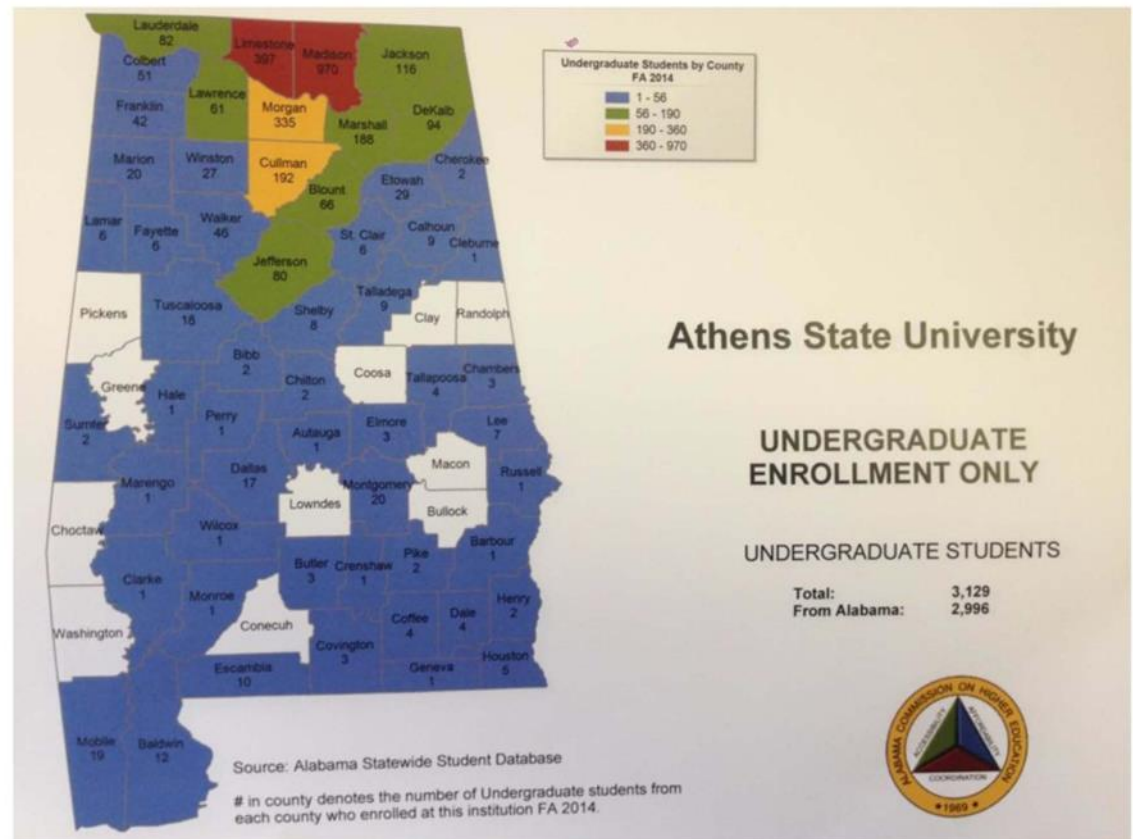 Lauderdale
82
Limestone
397
Madison
970
Jackson
116
Colbert
51
Lawrence
61
Franklin
42
Morgan
335
Marshall
188
DeKalb
94
Marion
20
Winston
27
Cullman
192
Cherokee
2
Etowah
29
Blount
66
Lamar
6
Fayette
6
Walker
46
St. Clair
6
Calhoun
9
Cleburne
1
Jefferson
80
Pickens
Tuscaloosa
18
Shelby
8
Talladega
9
Clay
Randolph
Bibb
2
Greene
Hale
1
Chilton
2
Coosa
Tallapoosa
4
Chambers
3
Sumter
2
Perry
1
Autauga
1
Elmore
3
Lee
7
Macon
Russell
1
Marengo
1
Dallas
17
Lowndes
Montgomery
20
Bullock
Choctaw
Wilcox
1
Barbour
1
Clarke
1
Butler
3
Crenshaw
1
Pike
2
Monroe
1
Conecuh
Henry
2
Coffee
4
Dale
4
Washington
Covington
3
Escambia
10
Geneva
1
Houston
5
Mobile
19
Baldwin
12
Undergraduate Students by County
FA 2014
1 - 56
56 - 190
190 - 360
360 - 970
Athens State University
UNDERGRADUATE
ENROLLMENT ONLY
UNDERGRADUATE STUDENTS
Total: 3,129
From Alabama: 2,996
Source: Alabama Statewide Student Database
# in county denotes the number of Undergraduate students from
each county who enrolled at this institution FA 2014.
ALABAMA COMMISSION ON HIGHER EDUCATION
ACCESSIBILITY
AFFORDABILITY
COORDINATION
1969